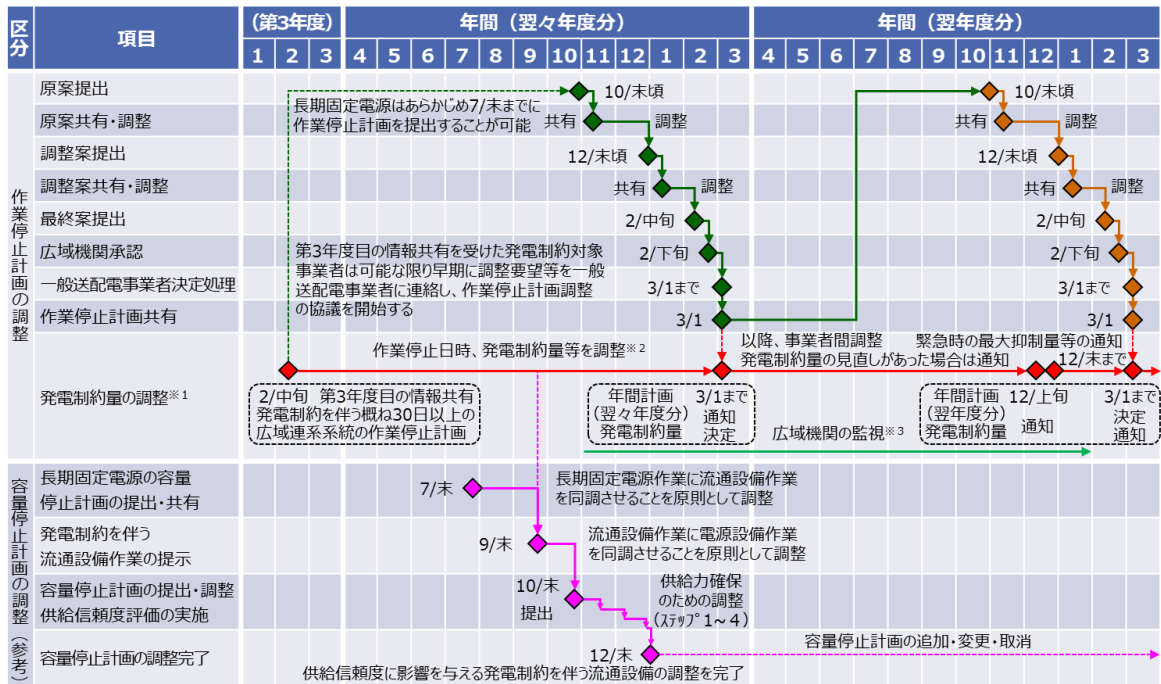 区分 項目 (第3年度) 年間（翌々年度分） 年間（翌年度分）
1 2 3 4 5 6 7 8 9 10 11 12 1 2 3 4 5 6 7 8 9 10 11 12 1 2 3
作業停止計画の調整
原案提出
10/末頃
10/末頃
長期固定電源はあらかじめ7/末までに
作業停止計画を提出することが可能
原案共有・調整
共有 調整
共有 調整
調整案提出
12/末頃
12/末頃
調整案共有・調整
共有 調整
共有 調整
最終案提出
2/中旬
2/中旬
広域機関承認
2/下旬
2/下旬
第3年度目の情報共有を受けた発電制約対象
事業者は可能な限り早期に調整要望等を一般
送配電事業者に連絡し、作業停止計画調整
の協議を開始する
一般送配電事業者決定処理
3/1まで
3/1まで
作業停止計画共有
3/1
3/1
発電制約量の調整※1
作業停止日時、発電制約量等を調整※2
以降、事業者間調整
発電制約量の見直しがあった場合は通知
緊急時の最大抑制量等の通知
12/末まで
2/中旬 第3年度目の情報共有
発電制約を伴う概ね30日以上の
広域連系系統の作業停止計画
年間計画
(翌々年度分)
発電制約量
3/1まで
通知
決定
年間計画
(翌年度分)
発電制約量
12/上旬
通知
3/1まで
決定
通知
広域機関の監視※3
容量停止計画の調整（参考）
長期固定電源の容量
停止計画の提出・共有
7/末
長期固定電源作業に流通設備作業
を同調させることを原則として調整
発電制約を伴う
流通設備作業の提示
9/末
流通設備作業に電源設備作業
を同調させることを原則として調整
容量停止計画の提出・調整
供給信頼度評価の実施
10/末
提出
供給力確保
のための調整
(ｽﾃｯﾌﾟ1～4)
容量停止計画の調整完了
12/末
容量停止計画の追加・変更・取消
供給信頼度に影響を与える発電制約を伴う流通設備の調整を完了